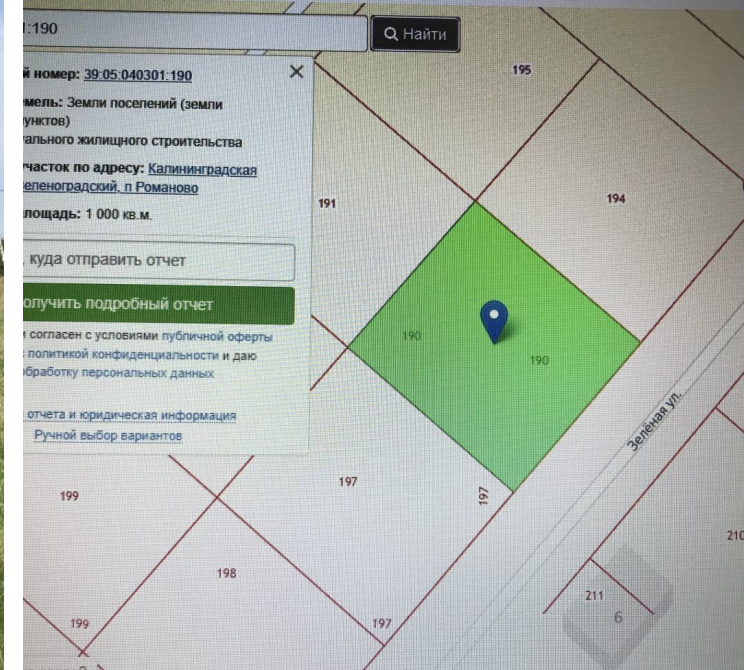 :190
Найти
й номер: 39:05:040301:190
мель: Земли поселений (земли
унктов)
ального жилищного строительства
участок по адресу: Калининградская
еленоградский, п Романово
лощадь: 1 000 кв.м.
, куда отправить отчет
олучить подробный отчет
и согласен с условиями публичной оферты
с политикой конфиденциальности и даю
обработку персональных данных
отчета и юридическая информация
Ручной выбор вариантов
195
191
194
190
190
Зелёная ул.
197
197
199
198
197
199
210
211
6